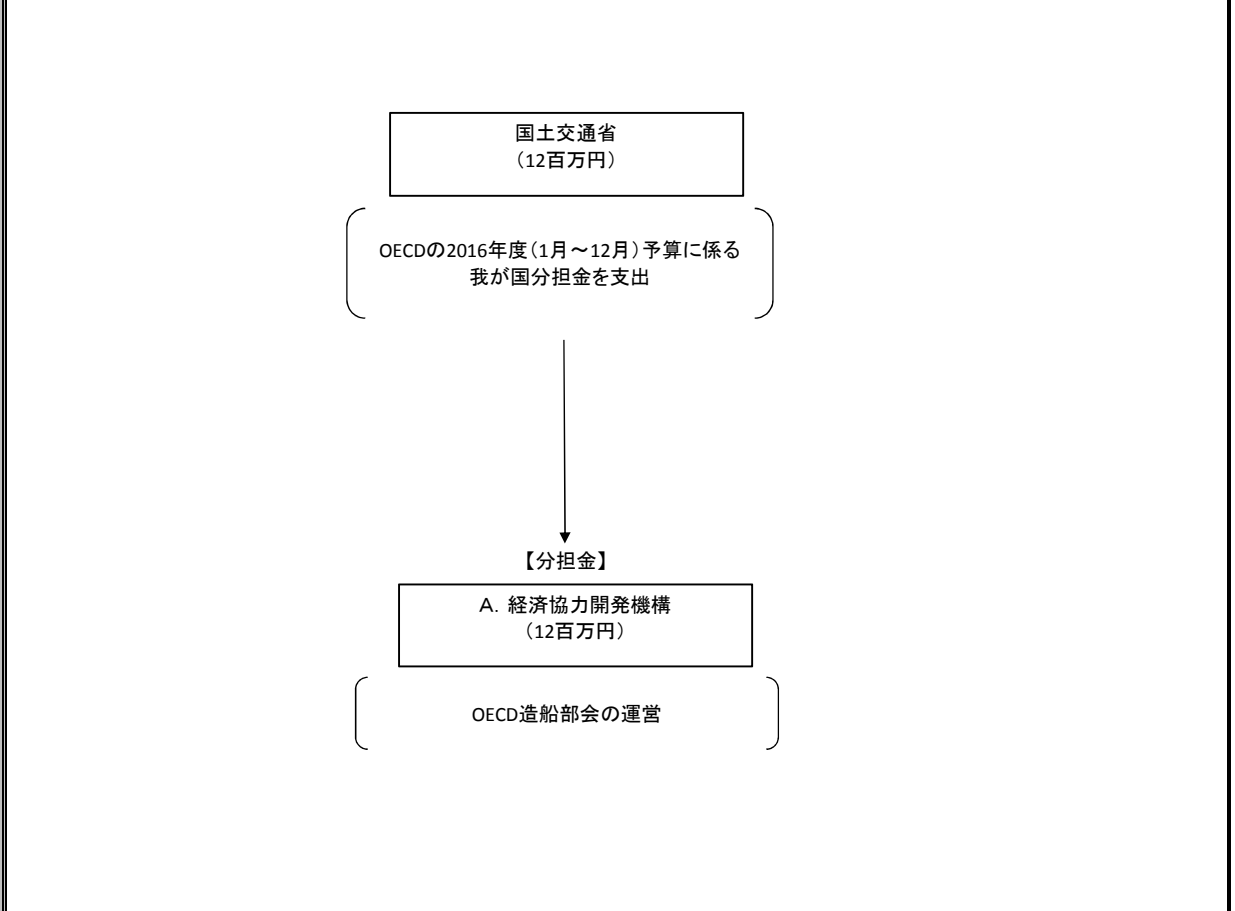 国土交通省
（12百万円）
OECDの2016年度（1月～12月）予算に係る
我が国分担金を支出
【分担金】
Ａ．経済協力開発機構
（12百万円）
OECD造船部会の運営